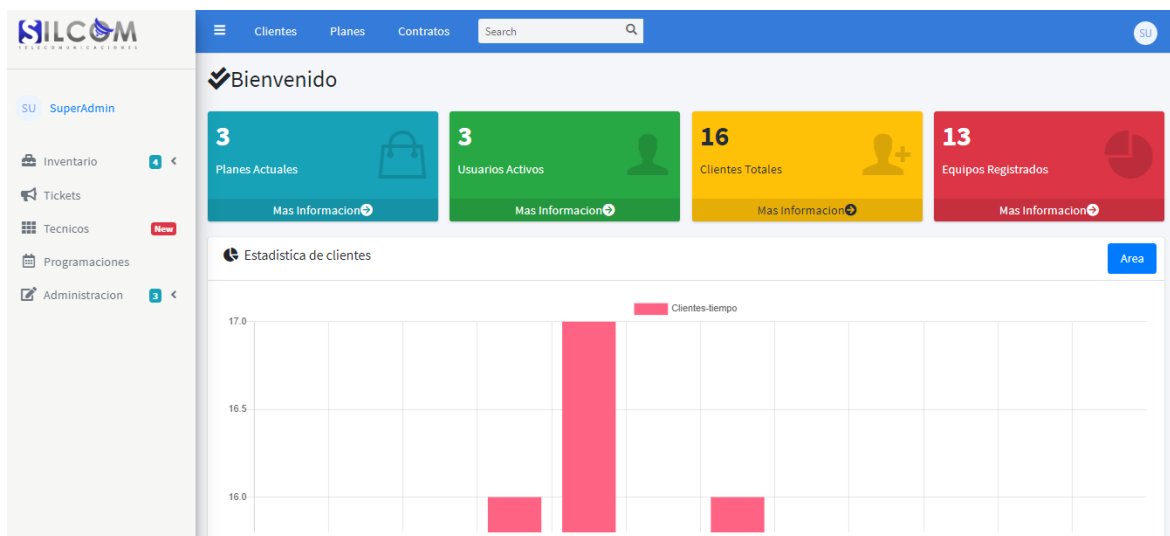 SILCOM
TELECOMUNICACIONES
Clientes Planes Contratos Search SU
Bienvenido
SU SuperAdmin
Inventario 4
Tickets
Tecnicos New
Programaciones
Administracion 3
3
Planes Actuales
Mas Informacion
3
Usuarios Activos
Mas Informacion
16
Clientes Totales
Mas Informacion
13
Equipos Registrados
Mas Informacion
Estadistica de clientes Area
Clientes-tiempo
17.0
16.5
16.0